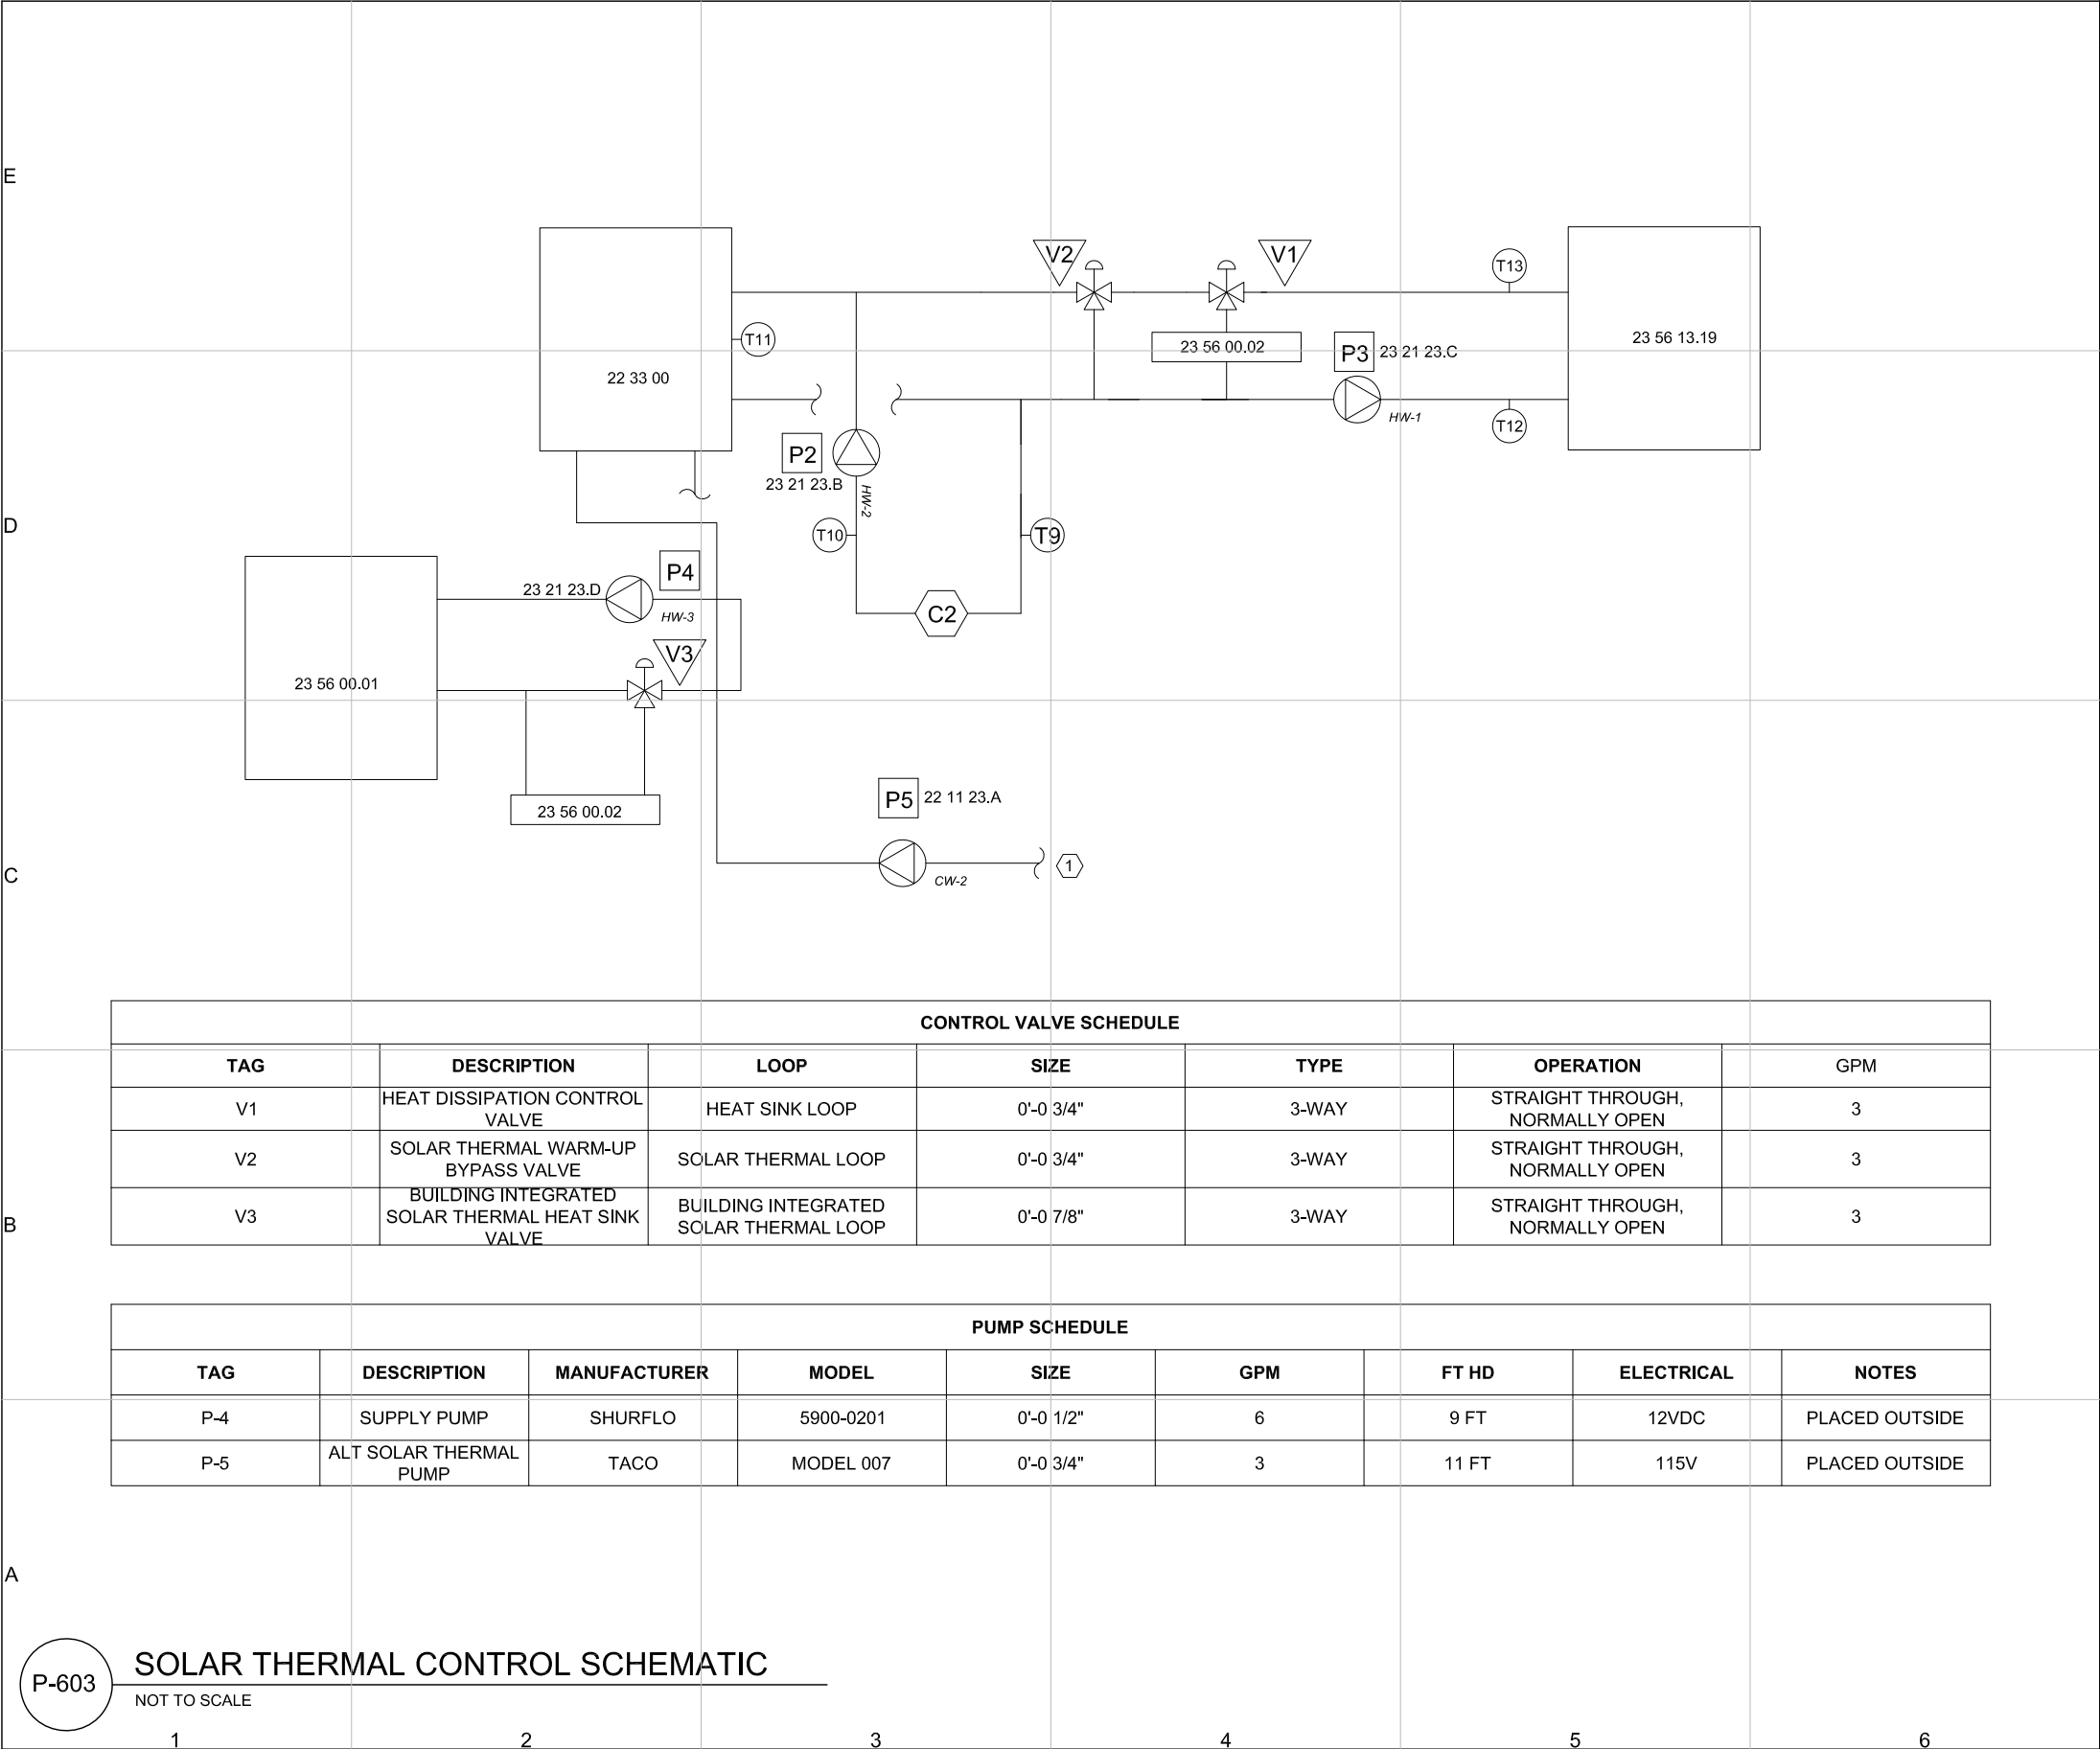 E
V2
V1
T13
T11
23 56 00.02
P3
23 21 23.C
23 56 13.19
22 33 00
HW-1
T12
P2
23 21 23.B
HW-2
D
T10
T9
P4
23 21 23.D
HW-3
C2
V3
23 56 00.01
23 56 00.02
P5
22 11 23.A
C
CW-2
1
CONTROL VALVE SCHEDULE
TAG DESCRIPTION LOOP SIZE TYPE OPERATION GPM
V1 HEAT DISSIPATION CONTROL VALVE HEAT SINK LOOP 0'-0 3/4" 3-WAY STRAIGHT THROUGH, NORMALLY OPEN 3
V2 SOLAR THERMAL WARM-UP BYPASS VALVE SOLAR THERMAL LOOP 0'-0 3/4" 3-WAY STRAIGHT THROUGH, NORMALLY OPEN 3
B
V3 BUILDING INTEGRATED SOLAR THERMAL HEAT SINK VALVE BUILDING INTEGRATED SOLAR THERMAL LOOP 0'-0 7/8" 3-WAY STRAIGHT THROUGH, NORMALLY OPEN 3
PUMP SCHEDULE
TAG DESCRIPTION MANUFACTURER MODEL SIZE GPM FT HD ELECTRICAL NOTES
P-4 SUPPLY PUMP SHURFLO 5900-0201 0'-0 1/2" 6 9 FT 12VDC PLACED OUTSIDE
P-5 ALT SOLAR THERMAL PUMP TACO MODEL 007 0'-0 3/4" 3 11 FT 115V PLACED OUTSIDE
A
P-603
SOLAR THERMAL CONTROL SCHEMATIC
NOT TO SCALE
1 2 3 4 5 6